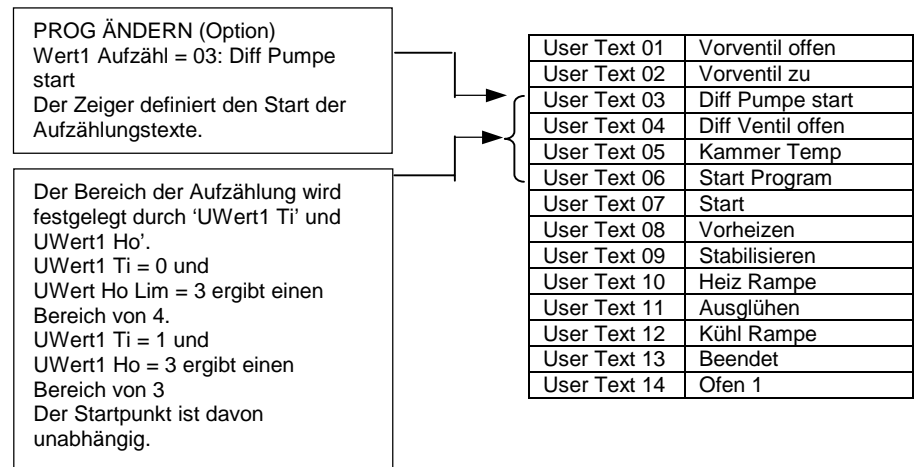 PROG ÄNDERN (Option)
Wert1 Aufzähl = 03: Diff Pumpe
start
Der Zeiger definiert den Start der
Aufzählungstexte.
Der Bereich der Aufzählung wird
festgelegt durch ‘UWert1 Ti’ und
UWert1 Ho’.
UWert1 Ti = 0 und
UWert Ho Lim = 3 ergibt einen
Bereich von 4.
UWert1 Ti = 1 und
UWert1 Ho = 3 ergibt einen
Bereich von 3
Der Startpunkt ist davon
unabhängig.
User Text 01 Vorventil offen
User Text 02 Vorventil zu
User Text 03 Diff Pumpe start
User Text 04 Diff Ventil offen
User Text 05 Kammer Temp
User Text 06 Start Program
User Text 07 Start
User Text 08 Vorheizen
User Text 09 Stabilisieren
User Text 10 Heiz Rampe
User Text 11 Ausglühen
User Text 12 Kühl Rampe
User Text 13 Beendet
User Text 14 Ofen 1